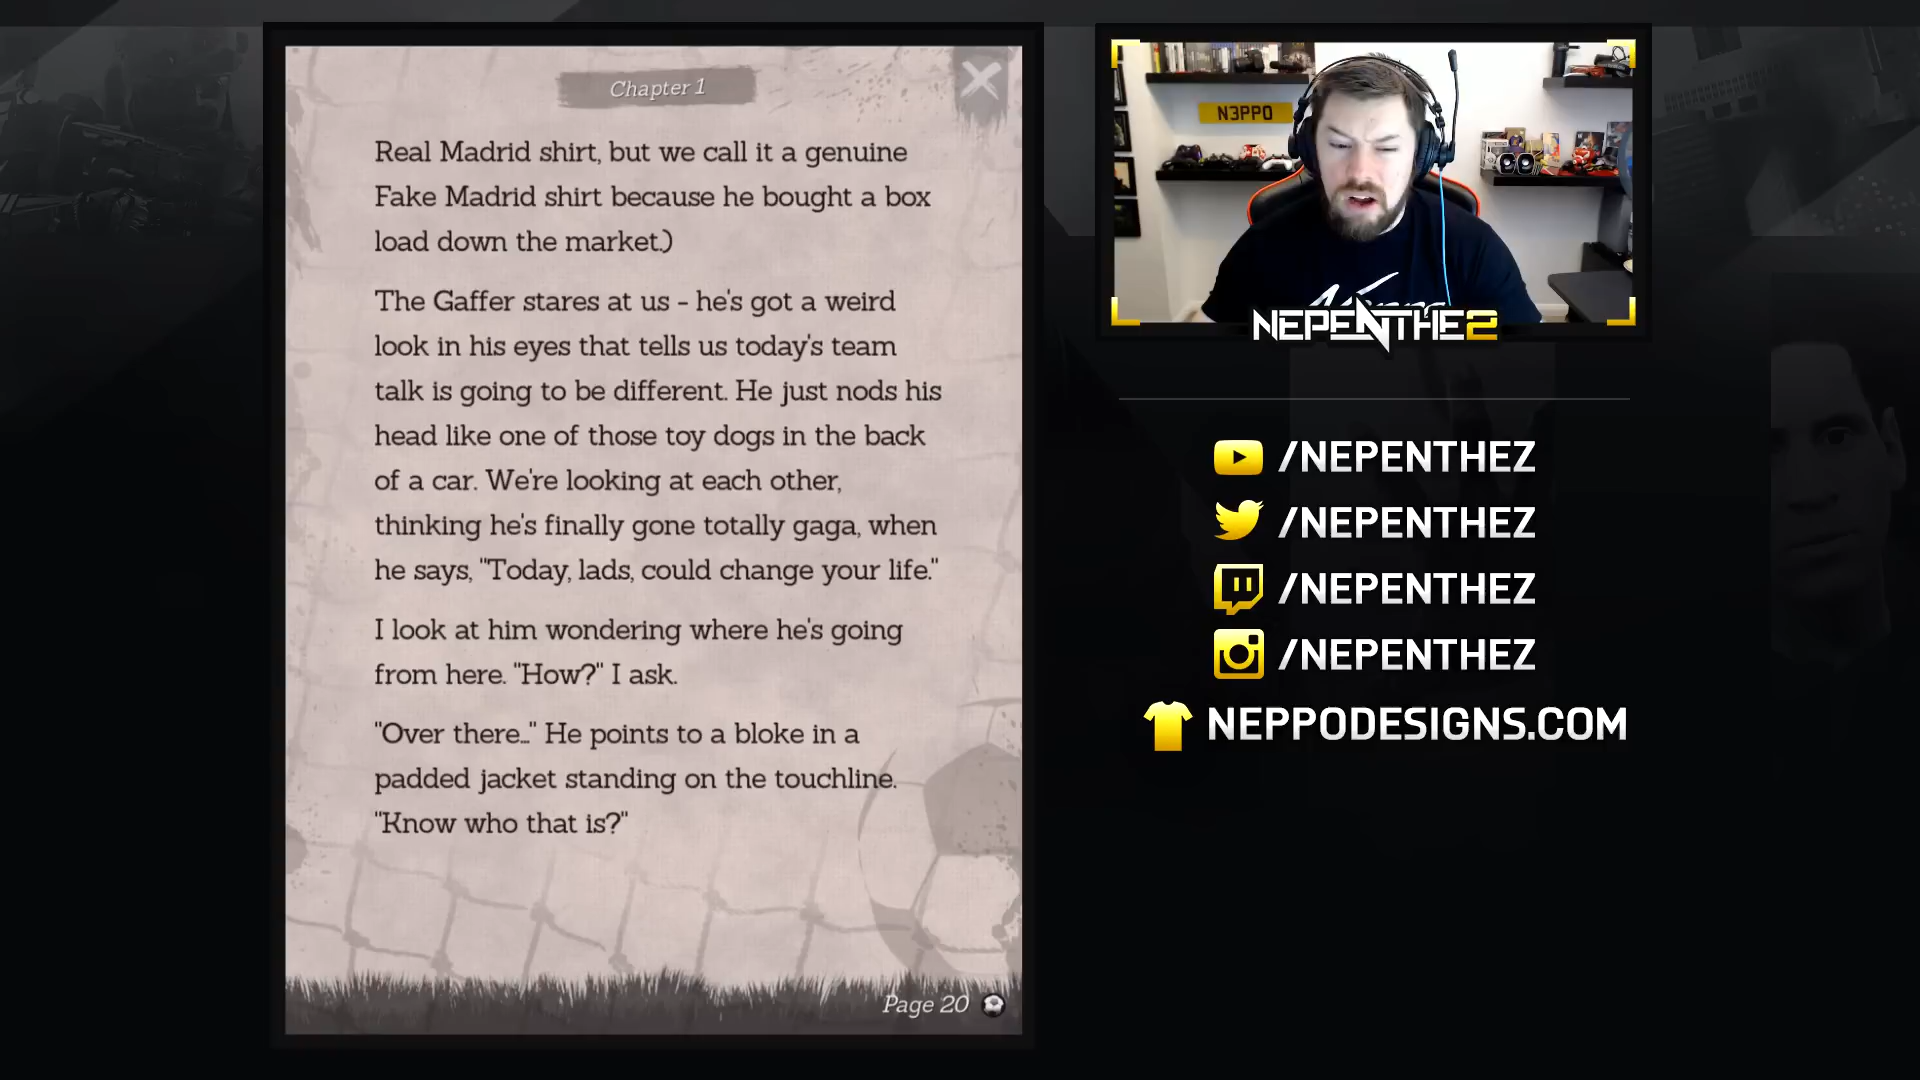 Chapter 1
Real Madrid shirt, but we call it a genuine
Fake Madrid shirt because he bought a box
load down the market.)
The Gaffer stares at us - he's got a weird
look in his eyes that tells us today's team
talk is going to be different. He just nods his
head like one of those toy dogs in the back
of a car. We're looking at each other,
thinking he's finally gone totally gaga, when
he says, "Today, lads, could change your life."
I look at him wondering where he's going
from here. "How?" I ask.
"Over there..." He points to a bloke in a
padded jacket standing on the touchline.
"Know who that is?"
Page 20
N3PPO
NEPENTHEZ
/NEPENTHEZ
/NEPENTHEZ
/NEPENTHEZ
/NEPENTHEZ
NEPPODESIGNS.COM